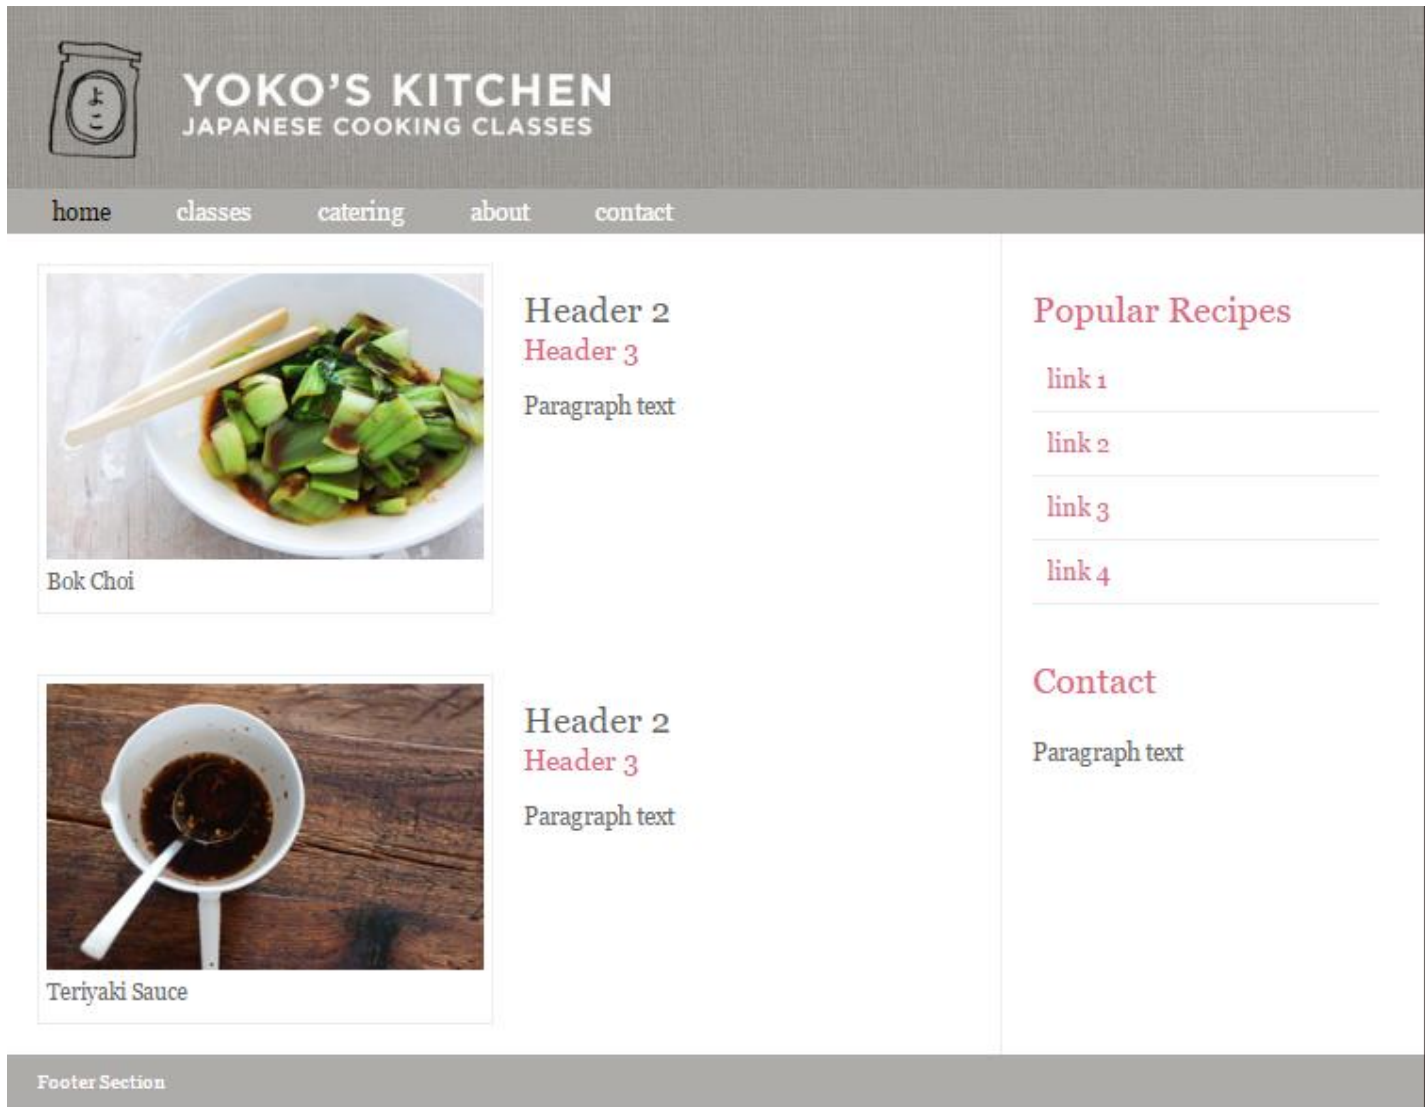 よこ
YOKO'S KITCHEN
JAPANESE COOKING CLASSES
home classes catering about contact
Header 2
Header 3
Paragraph text
Bok Choi
Header 2
Header 3
Paragraph text
Teriyaki Sauce
Popular Recipes
link 1
link 2
link 3
link 4
Contact
Paragraph text
Footer Section